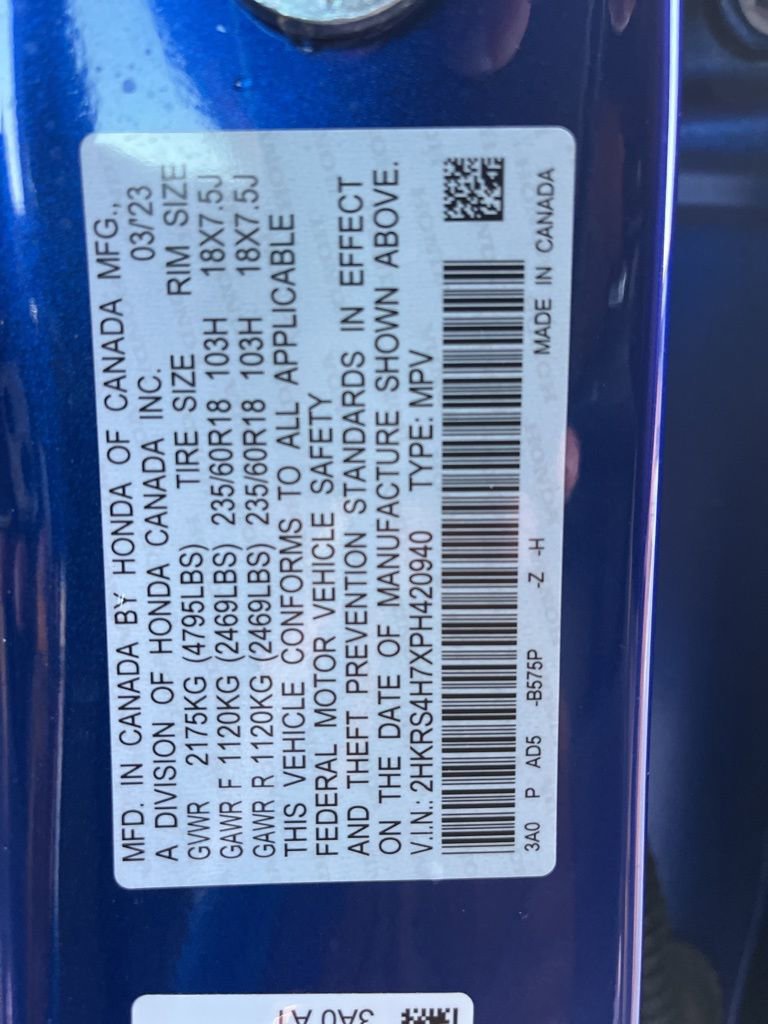 MFD. IN CANADA BY HONDA OF CANADA MFG.,
A DIVISION OF HONDA CANADA INC. 03/23
GVWR 2175KG (4795LBS) TIRE SIZE RIM SIZE
GAWR F 1120KG (2469LBS) 235/60R18 103H 18X7.5J
GAWR R 1120KG (2469LBS) 235/60R18 103H 18X7.5J
THIS VEHICLE CONFORMS TO ALL APPLICABLE
FEDERAL MOTOR VEHICLE SAFETY
AND THEFT PREVENTION STANDARDS IN EFFECT
ON THE DATE OF MANUFACTURE SHOWN ABOVE.
V.I.N.: 2HKRS4H7XPH420940 TYPE: MPV
3A0 P AD5 -B575P -Z -H MADE IN CANADA
3A0